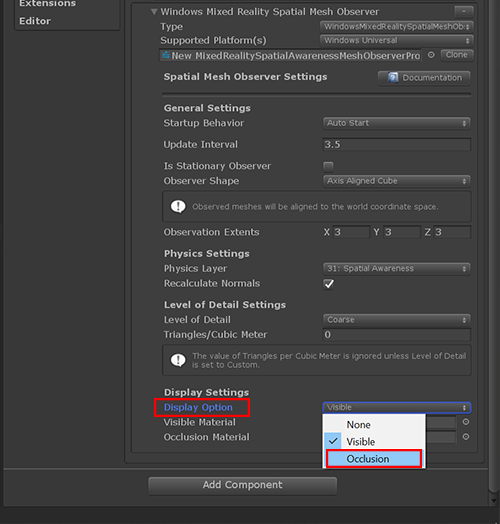 Extensions
Editor
Windows Mixed Reality Spatial Mesh Observer
Type WindowsMixedRealitySpatialMeshOb
Supported Platform(s) Windows Universal
New MixedRealitySpatialAwarenessMeshObserverPro Clone
Spatial Mesh Observer Settings Documentation
General Settings
Startup Behavior Auto Start
Update Interval 3.5
Is Stationary Observer
Observer Shape Axis Aligned Cube
Observed meshes will be aligned to the world coordinate space.
Observation Extents X 3 Y 3 Z 3
Physics Settings
Physics Layer 31: Spatial Awareness
Recalculate Normals
Level of Detail Settings
Level of Detail Coarse
Triangles/Cubic Meter 0
The value of Triangles per Cubic Meter is ignored unless Level of Detail
is set to Custom.
Display Settings
Display Option Visible
Visible Material
Occlusion Material
None
Visible
Occlusion
Add Component